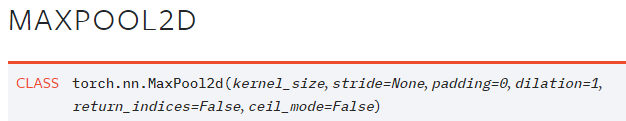 MAXPOOL2D
CLASS torch.nn.MaxPool2d(kernel_size, stride=None, padding=0, dilation=1,
return_indices=False, ceil_mode=False)